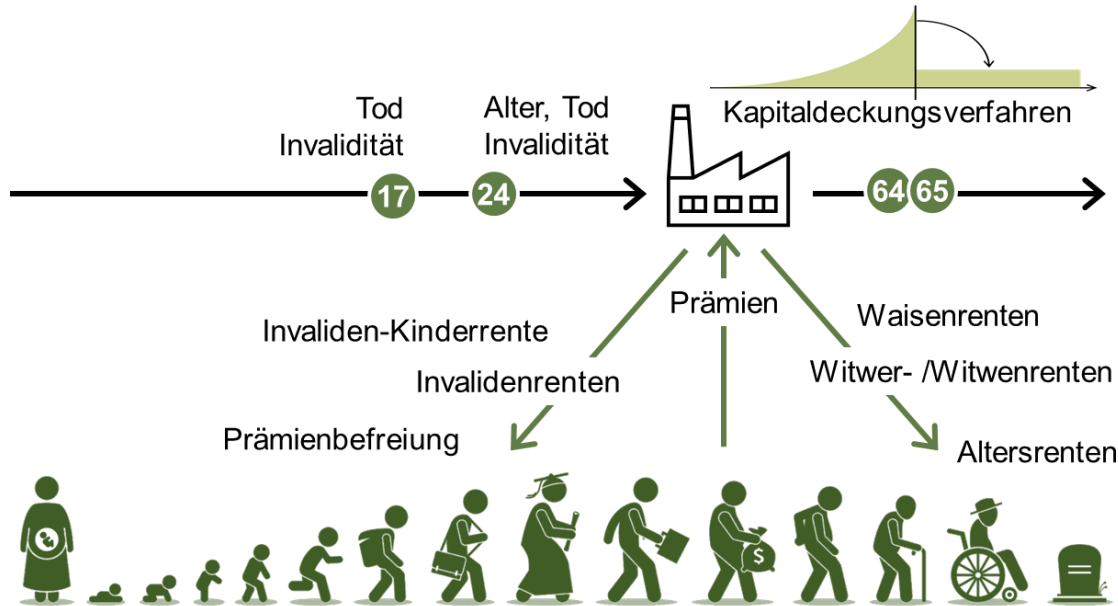 Kapitaldeckungsverfahren
Tod
Invalidität
Alter, Tod
Invalidität
17
24
64
65
Prämien
Invaliden-Kinderrente
Invalidenrenten
Prämienbefreiung
Waisenrenten
Witwer- /Witwenrenten
Altersrenten
$